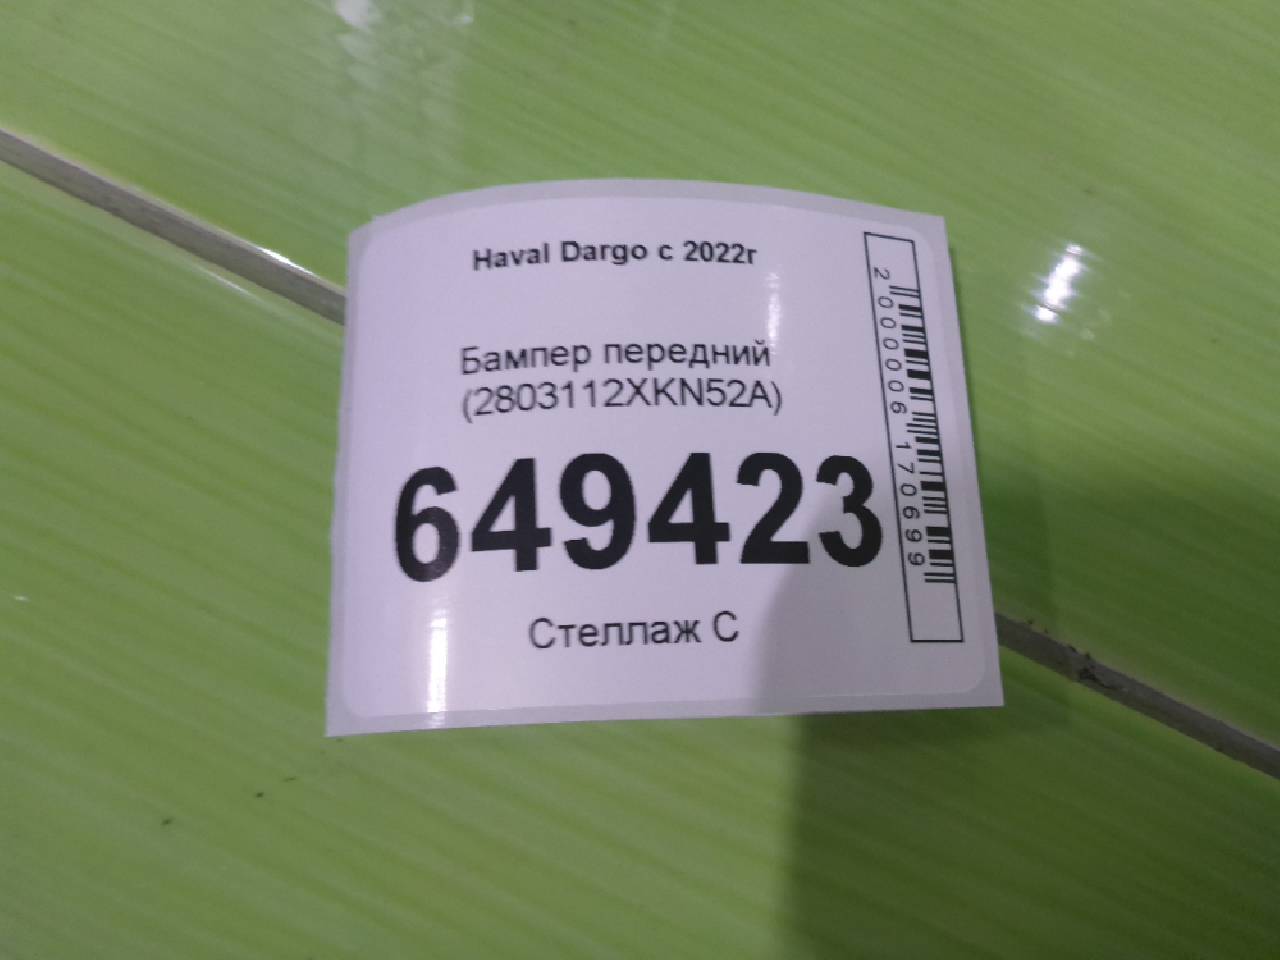 Haval Dargo с 2022г
Бампер передний
(2803112XKN52A)
649423
Стеллаж С
2000006170699